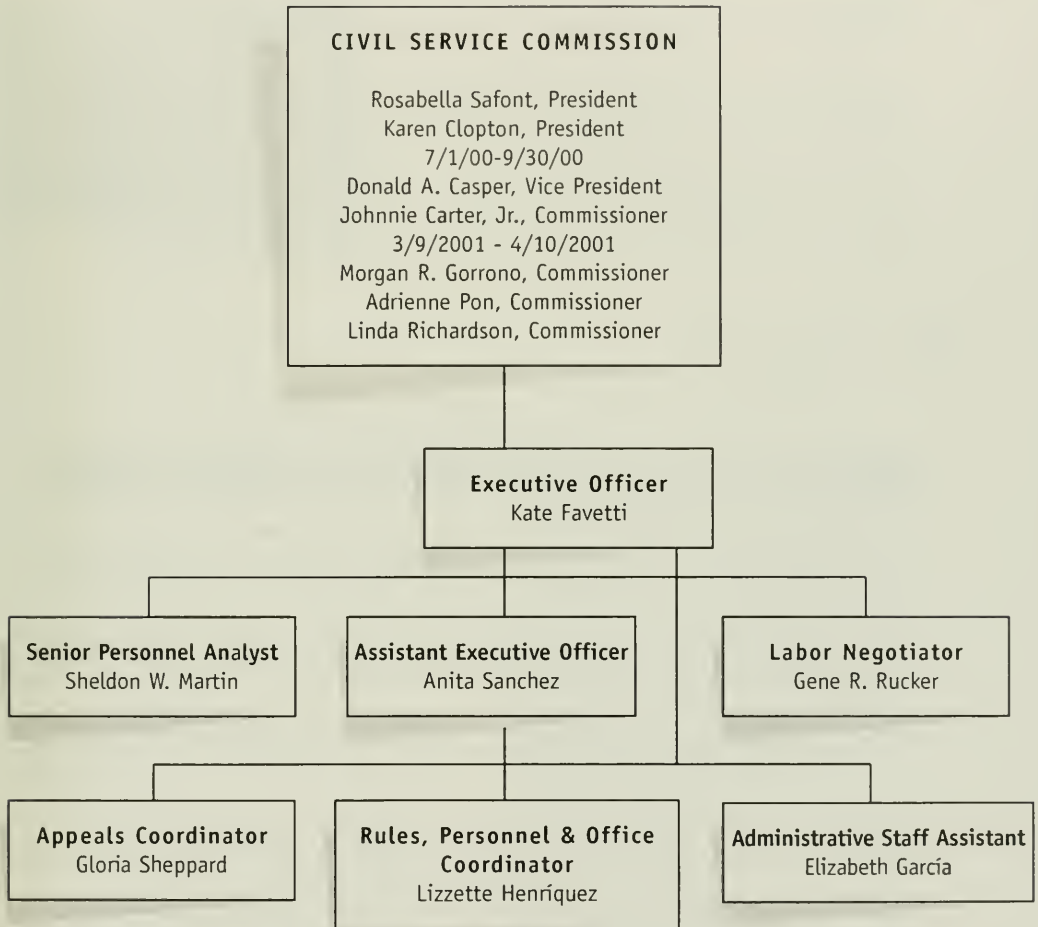 CIVIL SERVICE COMMISSION
Rosabella Safont, President
Karen Clopton, President
7/1/00-9/30/00
Donald A. Casper, Vice President
Johnnie Carter, Jr., Commissioner
3/9/2001 - 4/10/2001
Morgan R. Gorrono, Commissioner
Adrienne Pon, Commissioner
Linda Richardson, Commissioner
Executive Officer
Kate Favetti
Senior Personnel Analyst
Sheldon W. Martin
Assistant Executive Officer
Anita Sanchez
Labor Negotiator
Gene R. Rucker
Appeals Coordinator
Gloria Sheppard
Rules, Personnel & Office
Coordinator
Lizzette Henríquez
Administrative Staff Assistant
Elizabeth García